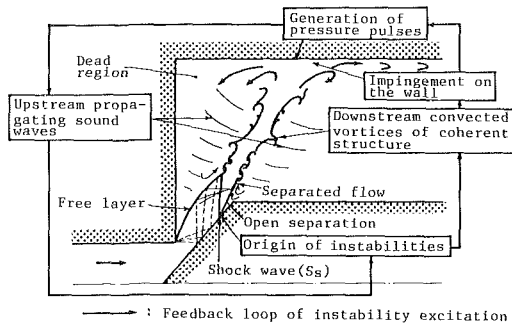 Generation of
pressure pulses
Dead
region
Impingement on
the wall
Upstream propa-
gating sound
waves
Downstream convected
vortices of coherent
structure
Separated flow
Free layer
Open separation
Origin of instabilities
Shock wave(Ss)
: Feedback loop of instability excitation